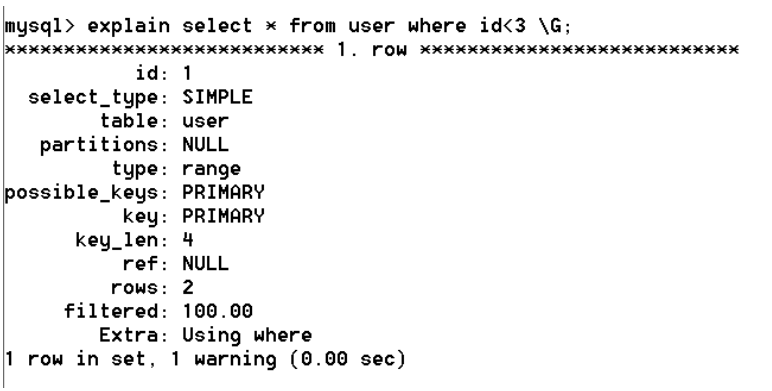 mysql> explain select * from user where id<3 \G;
*************************** 1. row ***************************
id: 1
select_type: SIMPLE
table: user
partitions: NULL
type: range
possible_keys: PRIMARY
key: PRIMARY
key_len: 4
ref: NULL
rows: 2
filtered: 100.00
Extra: Using where
1 row in set, 1 warning (0.00 sec)